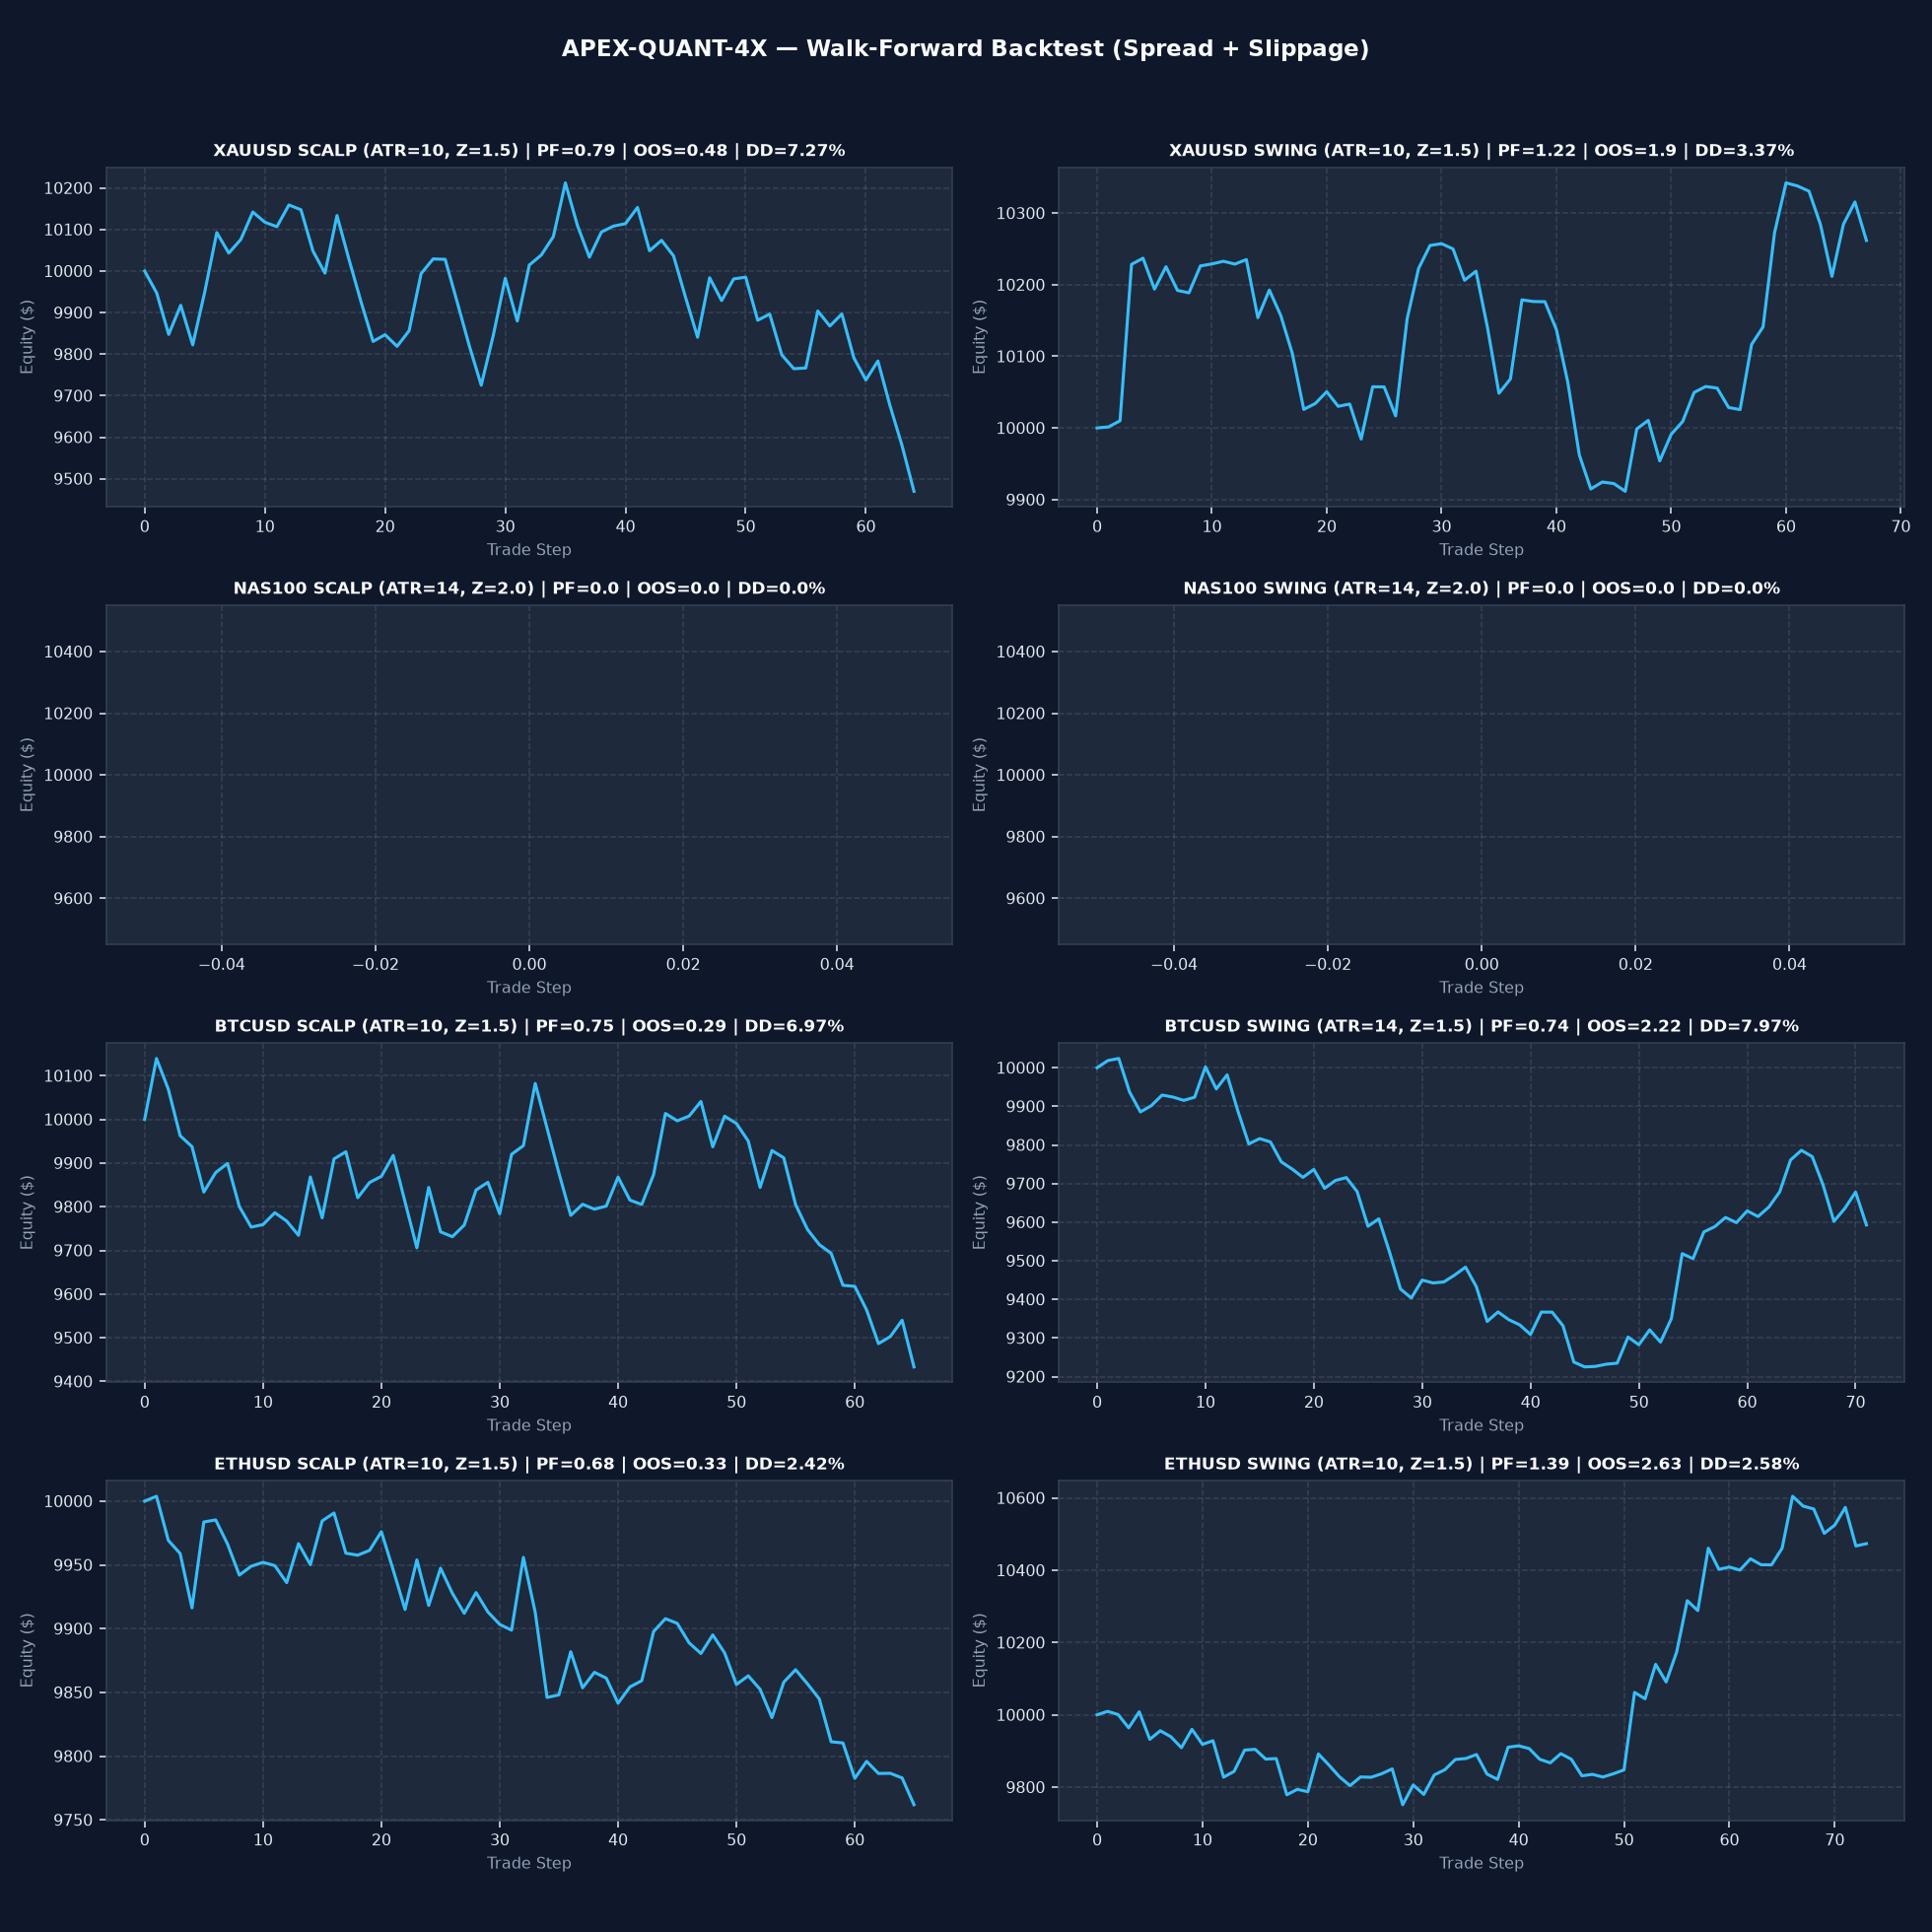 APEX-QUANT-4X — Walk-Forward Backtest (Spread + Slippage)
XAUUSD SCALP (ATR=10, Z=1.5) | PF=0.79 | OOS=0.48 | DD=7.27%
Equity ($)
10200
10100
10000
9900
9800
9700
9600
9500
0 10 20 30 40 50 60
Trade Step
XAUUSD SWING (ATR=10, Z=1.5) | PF=1.22 | OOS=1.9 | DD=3.37%
Equity ($)
10300
10200
10100
10000
9900
0 10 20 30 40 50 60 70
Trade Step
NAS100 SCALP (ATR=14, Z=2.0) | PF=0.0 | OOS=0.0 | DD=0.0%
Equity ($)
10400
10200
10000
9800
9600
−0.04 −0.02 0.00 0.02 0.04
Trade Step
NAS100 SWING (ATR=14, Z=2.0) | PF=0.0 | OOS=0.0 | DD=0.0%
Equity ($)
10400
10200
10000
9800
9600
−0.04 −0.02 0.00 0.02 0.04
Trade Step
BTCUSD SCALP (ATR=10, Z=1.5) | PF=0.75 | OOS=0.29 | DD=6.97%
Equity ($)
10100
10000
9900
9800
9700
9600
9500
9400
0 10 20 30 40 50 60
Trade Step
BTCUSD SWING (ATR=14, Z=1.5) | PF=0.74 | OOS=2.22 | DD=7.97%
Equity ($)
10000
9900
9800
9700
9600
9500
9400
9300
9200
0 10 20 30 40 50 60 70
Trade Step
ETHUSD SCALP (ATR=10, Z=1.5) | PF=0.68 | OOS=0.33 | DD=2.42%
Equity ($)
10000
9950
9900
9850
9800
9750
0 10 20 30 40 50 60
Trade Step
ETHUSD SWING (ATR=10, Z=1.5) | PF=1.39 | OOS=2.63 | DD=2.58%
Equity ($)
10600
10400
10200
10000
9800
0 10 20 30 40 50 60 70
Trade Step